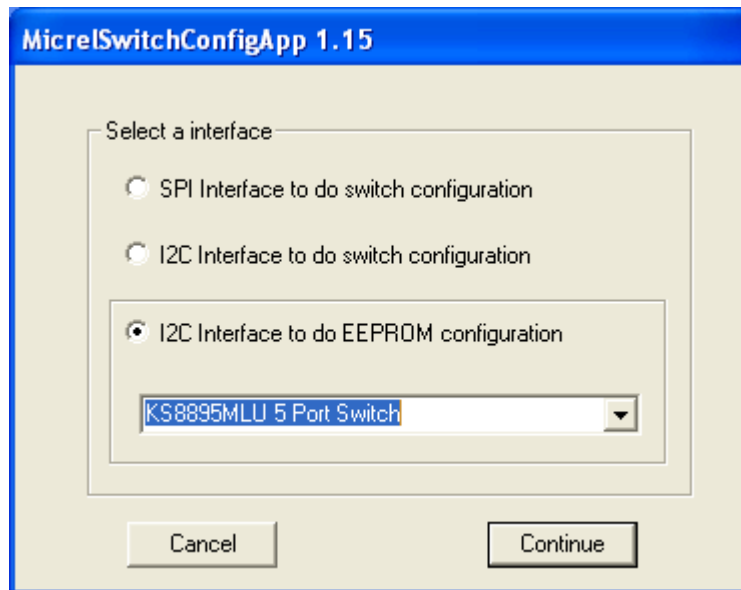 MicrelSwitchConfigApp 1.15
Select a interface
SPI Interface to do switch configuration
I2C Interface to do switch configuration
I2C Interface to do EEPROM configuration
KS8895MLU 5 Port Switch
Cancel
Continue